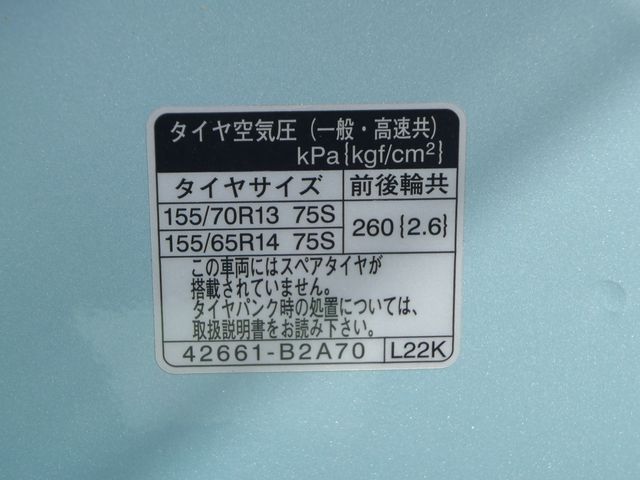 タイヤ空気圧（一般・高速共）
kPa{kgf/cm2}
タイヤサイズ 前後輪共
155/70R13 75S
155/65R14 75S
260{2.6}
この車両にはスペアタイヤが
搭載されていません。
タイヤパンク時の処置については、
取扱説明書をお読み下さい。
42661-B2A70 L22K